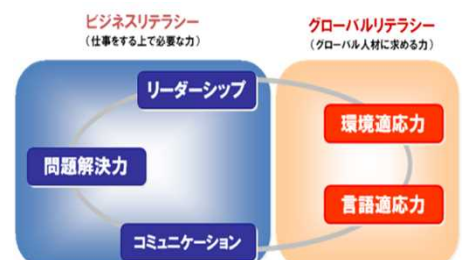 ビジネスリテラシー
(仕事をする上で必要な力)
グローバルリテラシー
(グローバル人材に求める力)
リーダーシップ
環境適応力
問題解決力
言語適応力
コミュニケーション